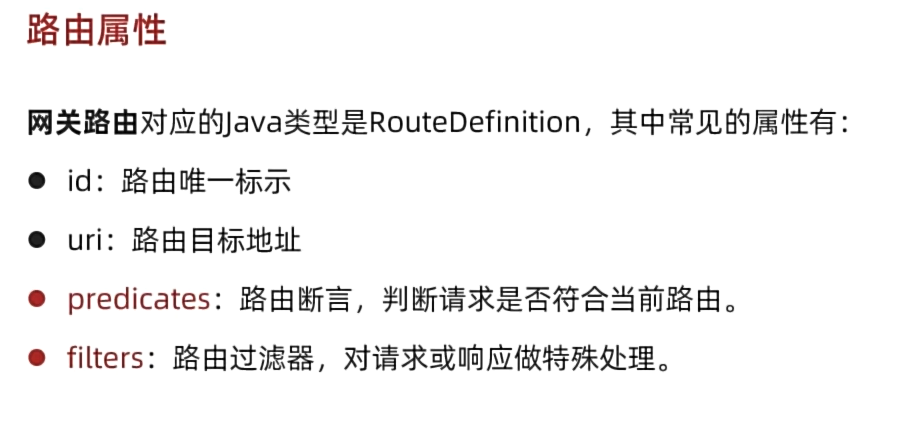 路由属性
网关路由对应的Java类型是RouteDefinition，其中常见的属性有：
● id：路由唯一标示
● uri：路由目标地址
● predicates：路由断言，判断请求是否符合当前路由。
● filters：路由过滤器，对请求或响应做特殊处理。